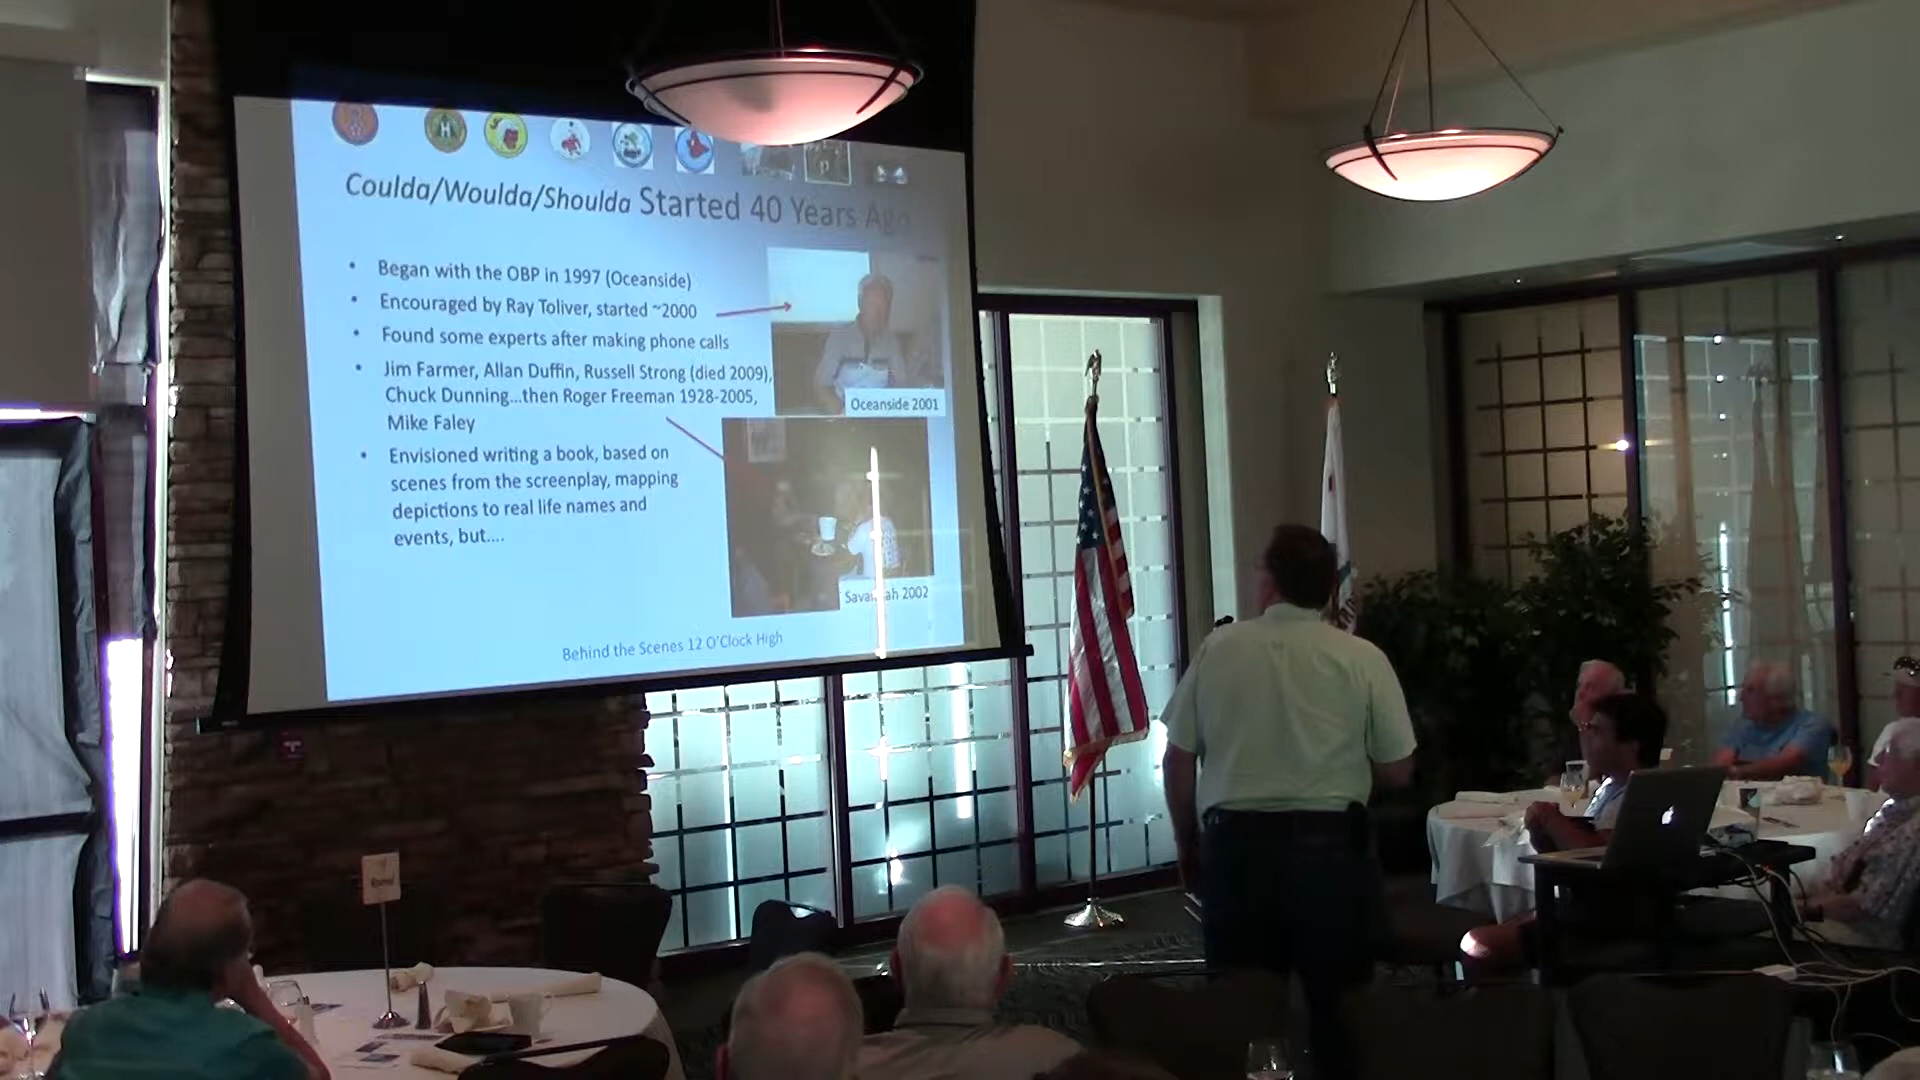 Coulda/Woulda/Shoulda Started 40 Years Ago
• Began with the OBP in 1997 (Oceanside)
• Encouraged by Ray Toliver, started ~2000
• Found some experts after making phone calls
• Jim Farmer, Allan Duffin, Russell Strong (died 2009),
Chuck Dunning...then Roger Freeman 1928-2005,
Mike Faley
• Envisioned writing a book, based on
scenes from the screenplay, mapping
depictions to real life names and
events, but....
Oceanside 2001
Savannah 2002
Behind the Scenes 12 O'Clock High